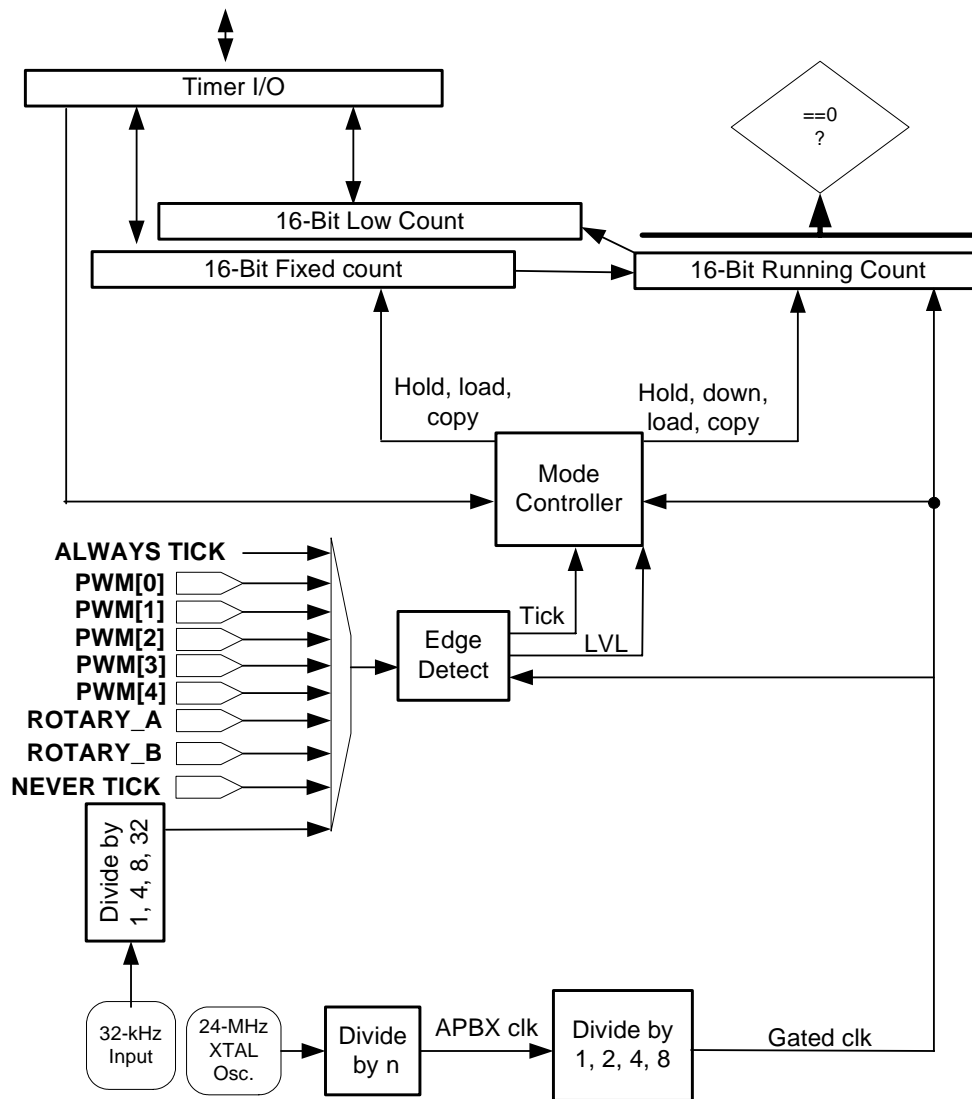 Timer I/O
==0
?
16-Bit Low Count
16-Bit Fixed count
16-Bit Running Count
Hold, load,
copy
Hold, down,
load, copy
Mode
Controller
ALWAYS TICK
PWM[0]
PWM[1]
PWM[2]
PWM[3]
PWM[4]
ROTARY_A
ROTARY_B
NEVER TICK
Edge
Detect
Tick
LVL
Divide by
1, 4, 8, 32
32-kHz
Input
24-MHz
XTAL
Osc.
Divide
by n
APBX clk
Divide by
1, 2, 4, 8
Gated clk